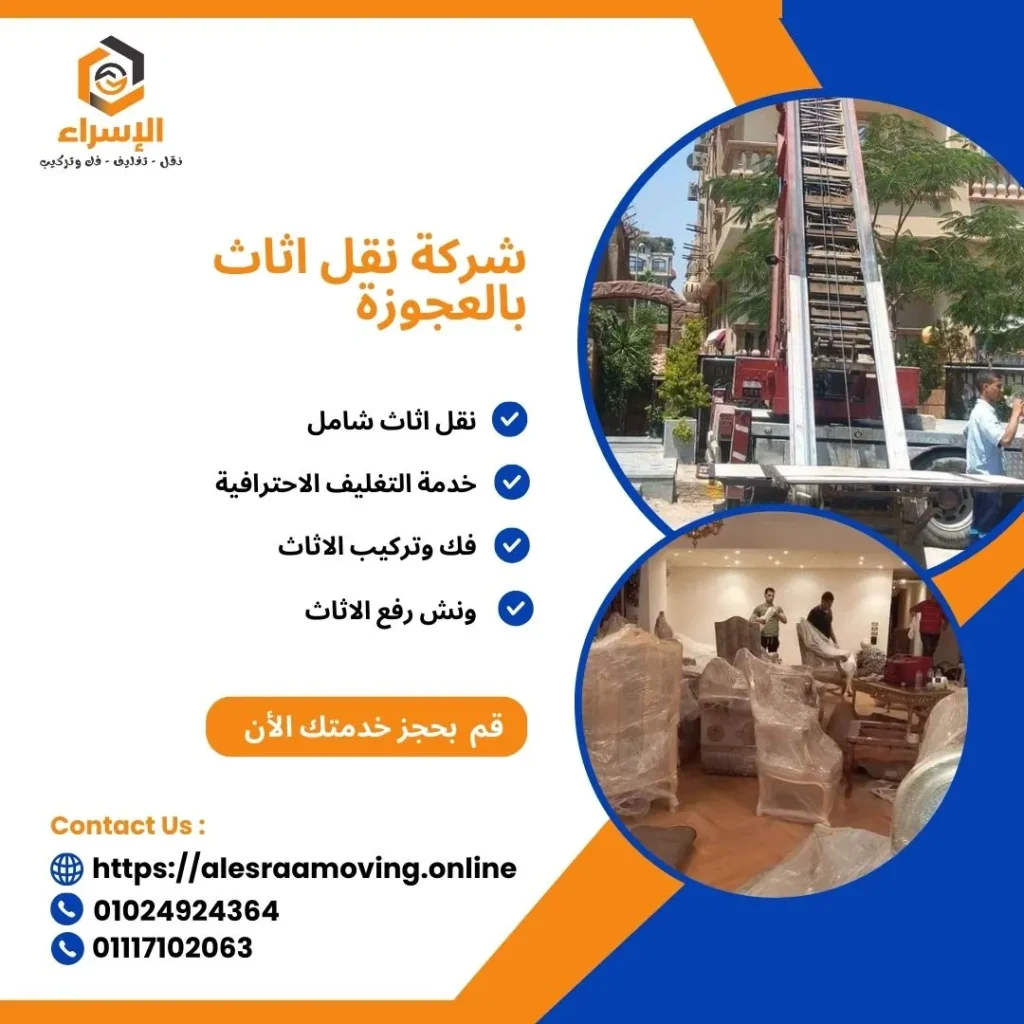 الإسراء
نقل - تغليف - فك وتركيب
شركة نقل اثاث
بالعجوزة
نقل اثاث شامل
خدمة التغليف الاحترافية
فك وتركيب الاثاث
ونش رفع الاثاث
قم بحجز خدمتك الأن
Contact Us :
https://alesraamoving.online
01024924364
01117102063